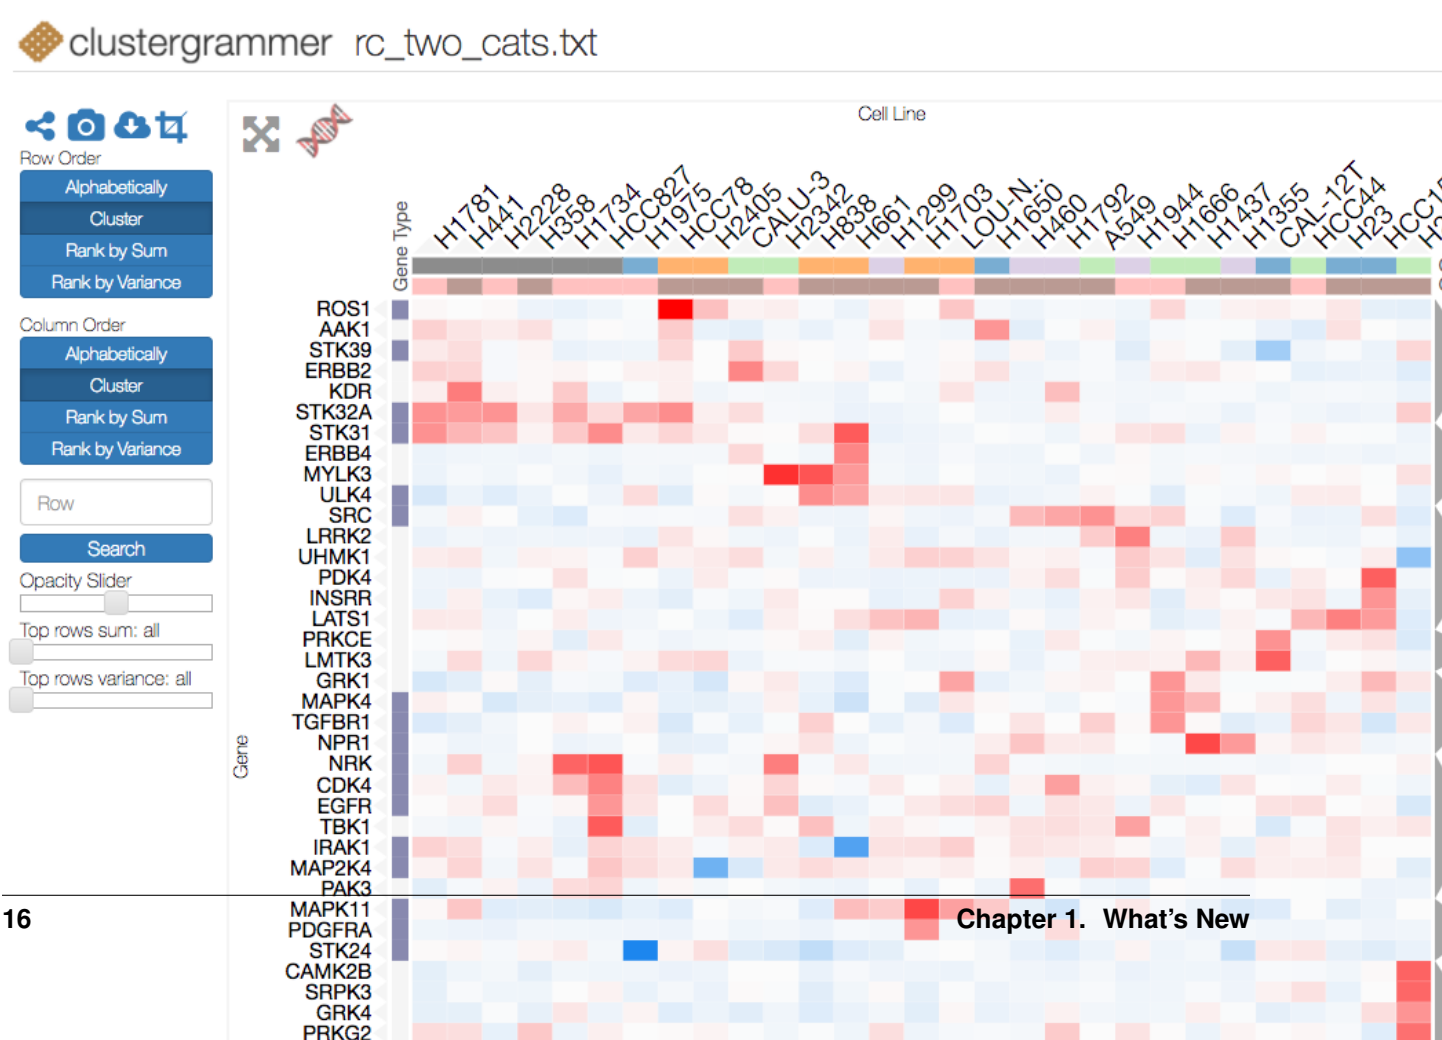 clustergrammer rc_two_cats.txt
Cell Line
Row Order
Alphabetically
Cluster
Rank by Sum
Rank by Variance
Column Order
Alphabetically
Cluster
Rank by Sum
Rank by Variance
Row
Search
Opacity Slider
Top rows sum: all
Top rows variance: all
Gene Type
H1781
H441
H2228
H358
H1734
HCC827
H1975
HCC78
H2405
CALU-3
H2342
H838
H661
H1299
H1703
LOU-N..
H1650
H460
H1792
A549
H1944
H1666
H1437
H1355
CAL-12T
HCC44
H23
Gene
ROS1
AAK1
STK39
ERBB2
KDR
STK32A
STK31
ERBB4
MYLK3
ULK4
SRC
LRRK2
UHMK1
PDK4
INSRR
LATS1
PRKCE
LMTK3
GRK1
MAPK4
TGFBR1
NPR1
NRK
CDK4
EGFR
TBK1
IRAK1
MAP2K4
PAK3
MAPK11
PDGFRA
STK24
CAMK2B
SRPK3
GRK4
PRKG2
16
Chapter 1. What's New